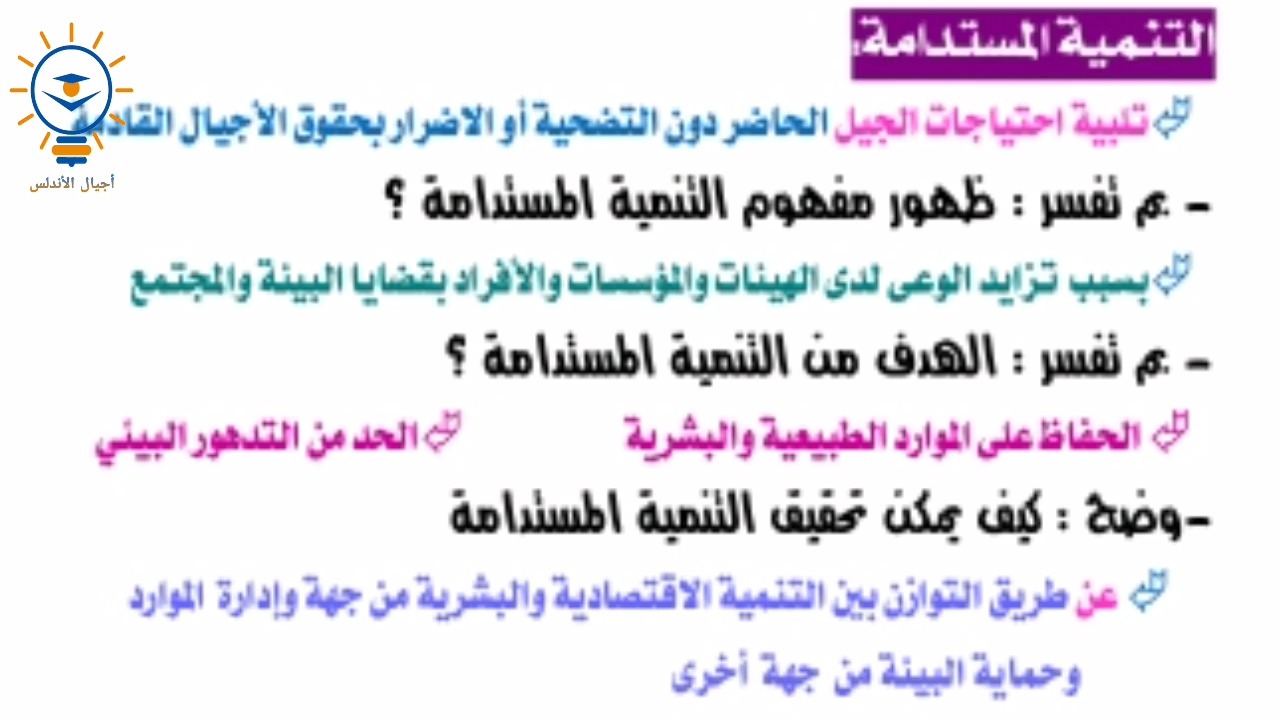 التنمية المستدامة:
تلبية احتياجات الجيل الحاضر دون التضحية أو الاضرار بحقوق الأجيال القادمة
- بم تفسر : ظهور مفهوم التنمية المستدامة ؟
بسبب تزايد الوعى لدى الهيئات والمؤسسات والأفراد بقضايا البيئة والمجتمع
- بم تفسر : الهدف من التنمية المستدامة ؟
الحفاظ على الموارد الطبيعية والبشرية الحد من التدهور البيئي
-وضح : كيف يمكن تحقيق التنمية المستدامة
عن طريق التوازن بين التنمية الاقتصادية والبشرية من جهة وإدارة الموارد
وحماية البيئة من جهة أخرى
أجيال الأندلس